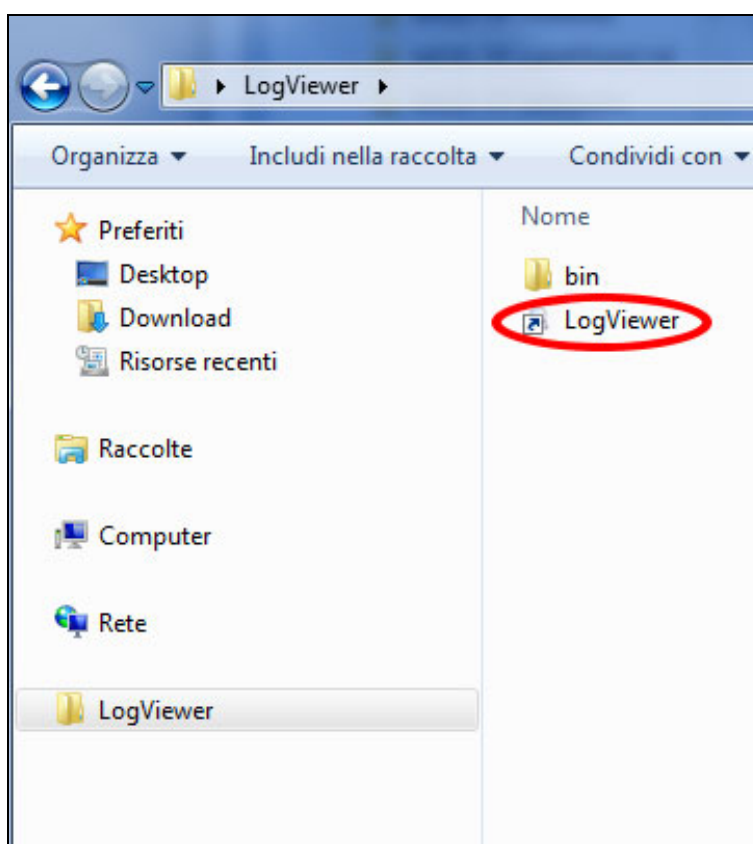 LogViewer
Organizza Includi nella raccolta Condividi con
Preferiti
Desktop
Download
Risorse recenti
Raccolte
Computer
Rete
LogViewer
Nome
bin
LogViewer